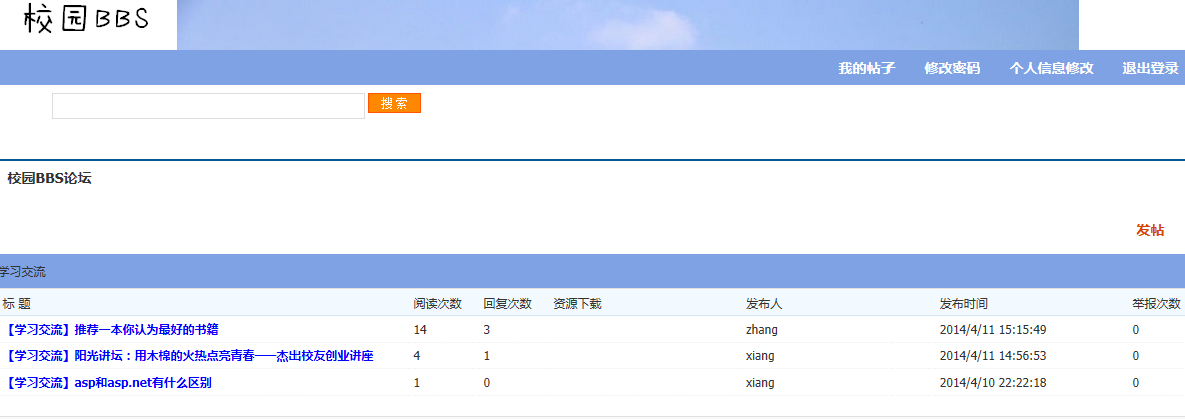 校园BBS
我的帖子 修改密码 个人信息修改 退出登录
搜索
校园BBS论坛
发帖
学习交流
标 题 阅读次数 回复次数 资源下载 发布人 发布时间 举报次数
【学习交流】推荐一本你认为最好的书籍 14 3 zhang 2014/4/11 15:15:49 0
【学习交流】阳光讲坛：用木棉的火热点亮青春——杰出校友创业讲座 4 1 xiang 2014/4/11 14:56:53 0
【学习交流】asp和asp.net有什么区别 1 0 xiang 2014/4/10 22:22:18 0